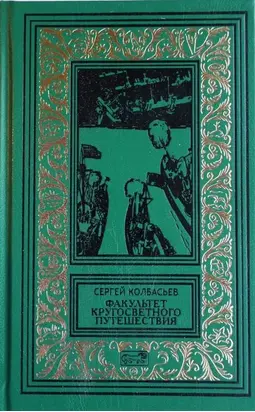 СЕРГЕЙ КОЛБАСЬЕВ
ФАКУЛЬТЕТ
КРУГОСВЕТНОГО
ПУТЕШЕСТВИЯ